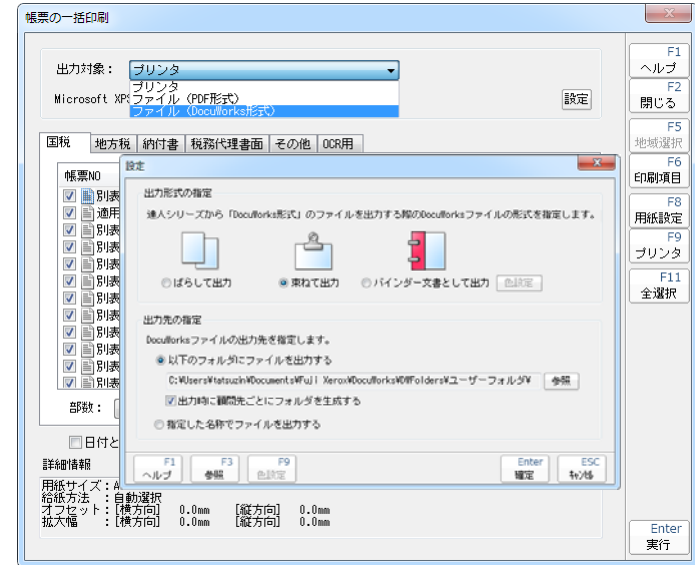 帳票の一括印刷
出力対象： プリンタ
プリンタ
ファイル（PDF形式）
ファイル（DocuWorks形式）
Microsoft XPS
設定
国税 地方税 納付書 税務代理書面 その他 OCR用
帳票NO
別表
適用
別表
別表
別表
別表
別表
別表
別表
別表
別表
別表
部数：
日付と
詳細情報
用紙サイズ：A
給紙方法 ：自動選択
オフセット：[横方向] 0.0mm [縦方向] 0.0mm
拡大幅 ：[横方向] 0.0mm [縦方向] 0.0mm
設定
出力形式の指定
達人シリーズから「DocuWorks形式」のファイルを出力する際のDocuWorksファイルの形式を指定します。
ばらして出力 束ねて出力 バインダー文書として出力 色設定
出力先の指定
DocuWorksファイルの出力先を指定します。
以下のフォルダにファイルを出力する
C:¥Users¥tatsuzin¥Documents¥Fuji Xerox¥DocuWorks¥DWFolders¥ユーザーフォルダ¥ 参照
出力時に顧問先ごとにフォルダを生成する
指定した名称でファイルを出力する
F1 ヘルプ
F3 参照
F9 色設定
Enter 確定
ESC ｷｬﾝｾﾙ
F1
ヘルプ
F2
閉じる
F5
地域選択
F6
印刷項目
F8
用紙設定
F9
プリンタ
F11
全選択
Enter
実行